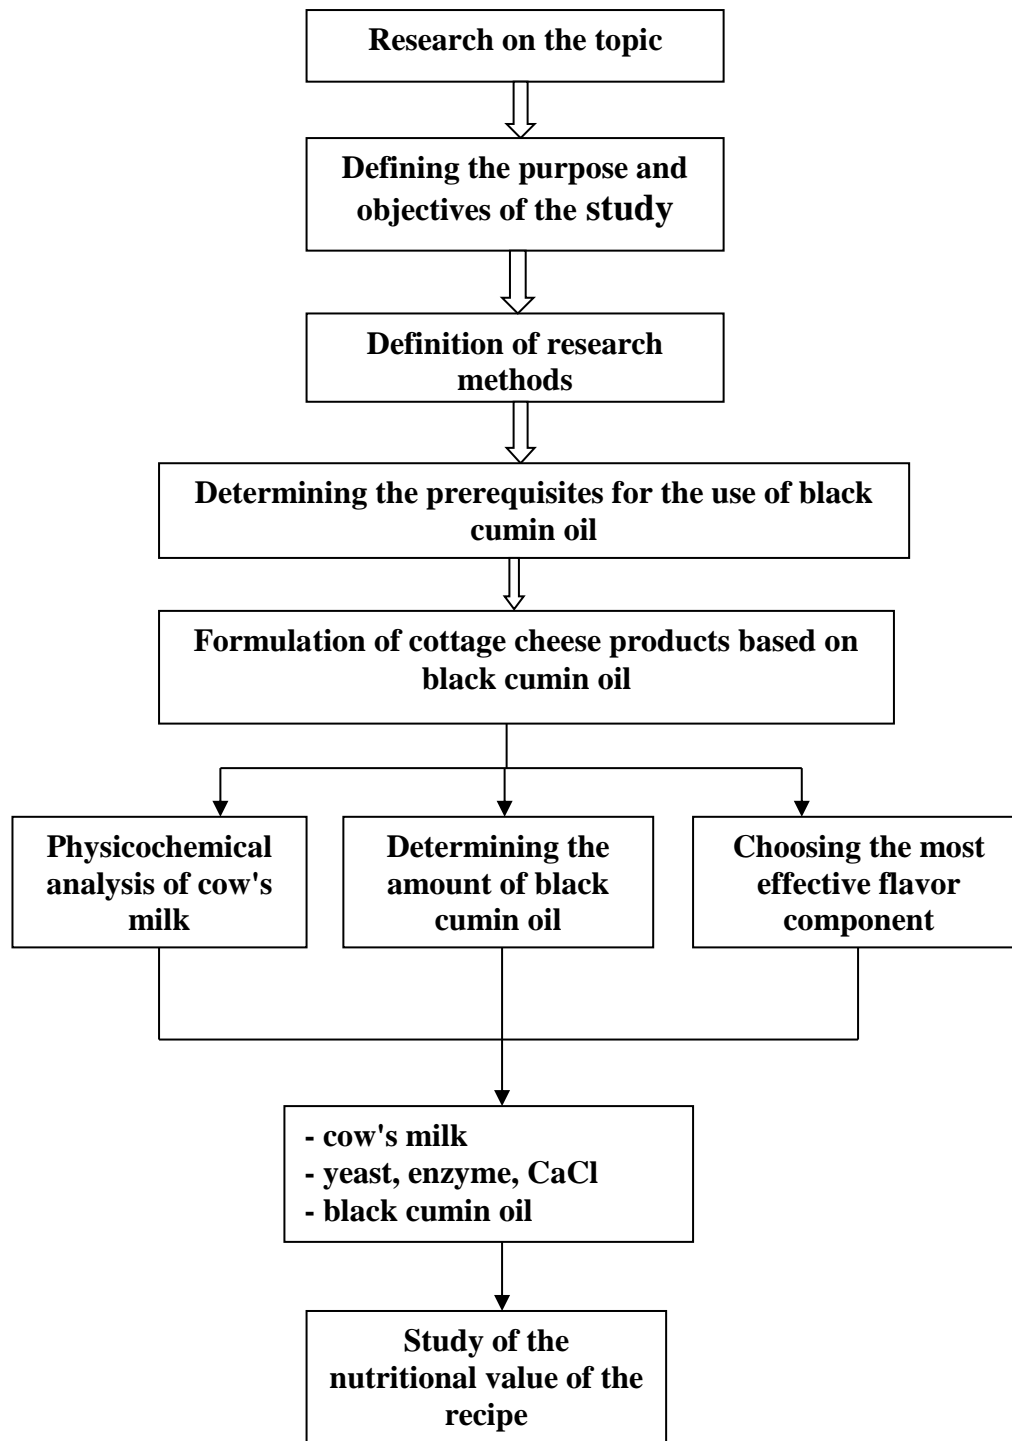 Research on the topic
Defining the purpose and
objectives of the study
Definition of research
methods
Determining the prerequisites for the use of black
cumin oil
Formulation of cottage cheese products based on
black cumin oil
Physicochemical
analysis of cow's
milk
Determining the
amount of black
cumin oil
Choosing the most
effective flavor
component
- cow's milk
- yeast, enzyme, CaCl
- black cumin oil
Study of the
nutritional value of the
recipe